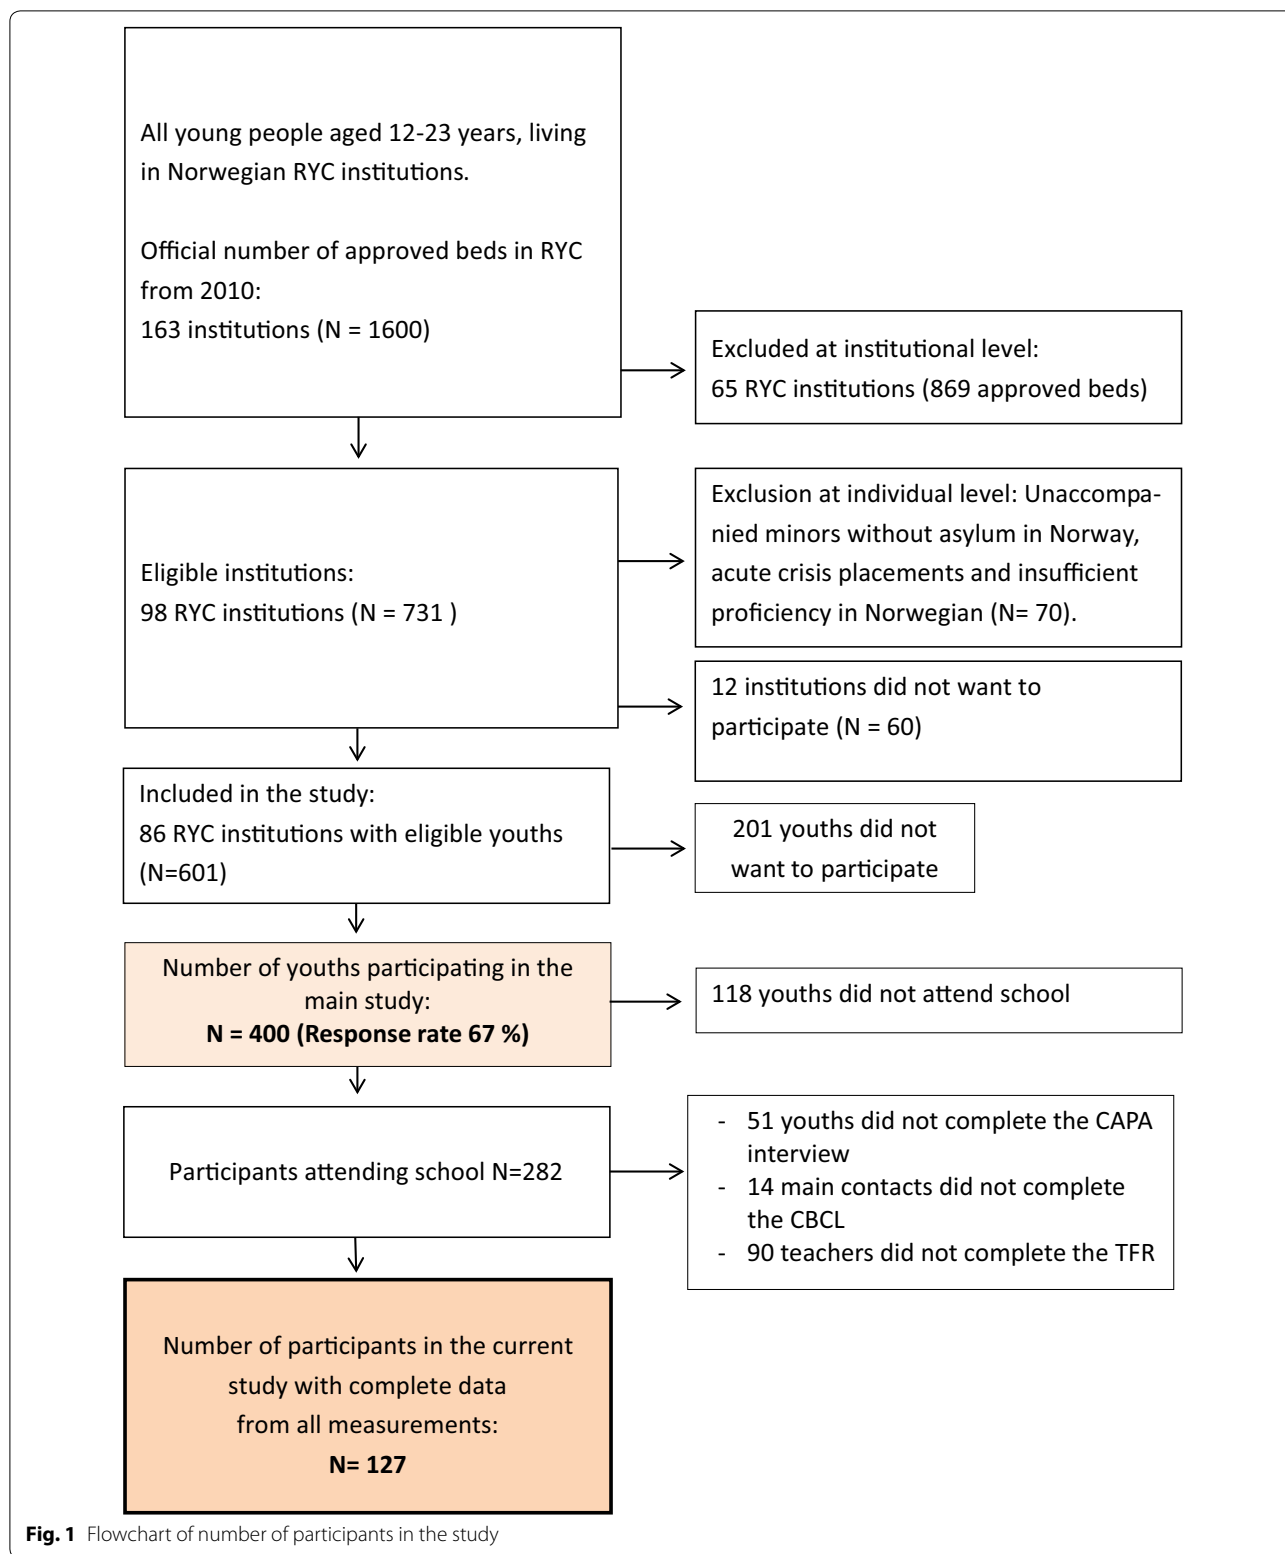 All young people aged 12-23 years, living
in Norwegian RYC institutions.
Official number of approved beds in RYC
from 2010:
163 institutions (N = 1600)
Excluded at institutional level:
65 RYC institutions (869 approved beds)
Eligible institutions:
98 RYC institutions (N = 731 )
Exclusion at individual level: Unaccompa-
nied minors without asylum in Norway,
acute crisis placements and insufficient
proficiency in Norwegian (N= 70).
12 institutions did not want to
participate (N = 60)
Included in the study:
86 RYC institutions with eligible youths
(N=601)
201 youths did not
want to participate
Number of youths participating in the
main study:
N = 400 (Response rate 67 %)
118 youths did not attend school
Participants attending school N=282
- 51 youths did not complete the CAPA
interview
- 14 main contacts did not complete
the CBCL
- 90 teachers did not complete the TFR
Number of participants in the current
study with complete data
from all measurements:
N= 127
Fig. 1 Flowchart of number of participants in the study